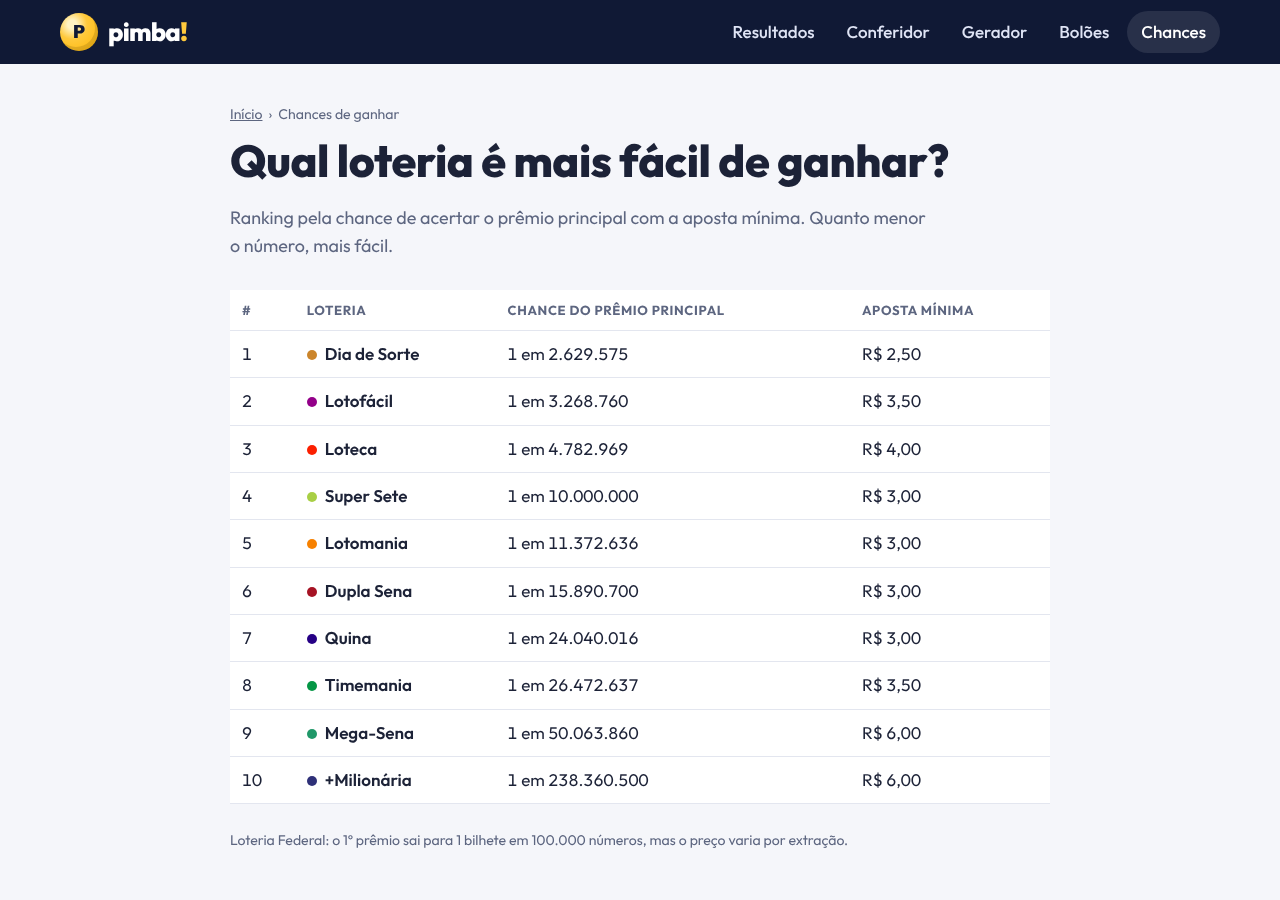 P pimba!
Resultados Conferidor Gerador Bolões Chances
Início › Chances de ganhar
Qual loteria é mais fácil de ganhar?
Ranking pela chance de acertar o prêmio principal com a aposta mínima. Quanto menor
o número, mais fácil.
# LOTERIA CHANCE DO PRÊMIO PRINCIPAL APOSTA MÍNIMA
1 Dia de Sorte 1 em 2.629.575 R$ 2,50
2 Lotofácil 1 em 3.268.760 R$ 3,50
3 Loteca 1 em 4.782.969 R$ 4,00
4 Super Sete 1 em 10.000.000 R$ 3,00
5 Lotomania 1 em 11.372.636 R$ 3,00
6 Dupla Sena 1 em 15.890.700 R$ 3,00
7 Quina 1 em 24.040.016 R$ 3,00
8 Timemania 1 em 26.472.637 R$ 3,50
9 Mega-Sena 1 em 50.063.860 R$ 6,00
10 +Milionária 1 em 238.360.500 R$ 6,00
Loteria Federal: o 1º prêmio sai para 1 bilhete em 100.000 números, mas o preço varia por extração.